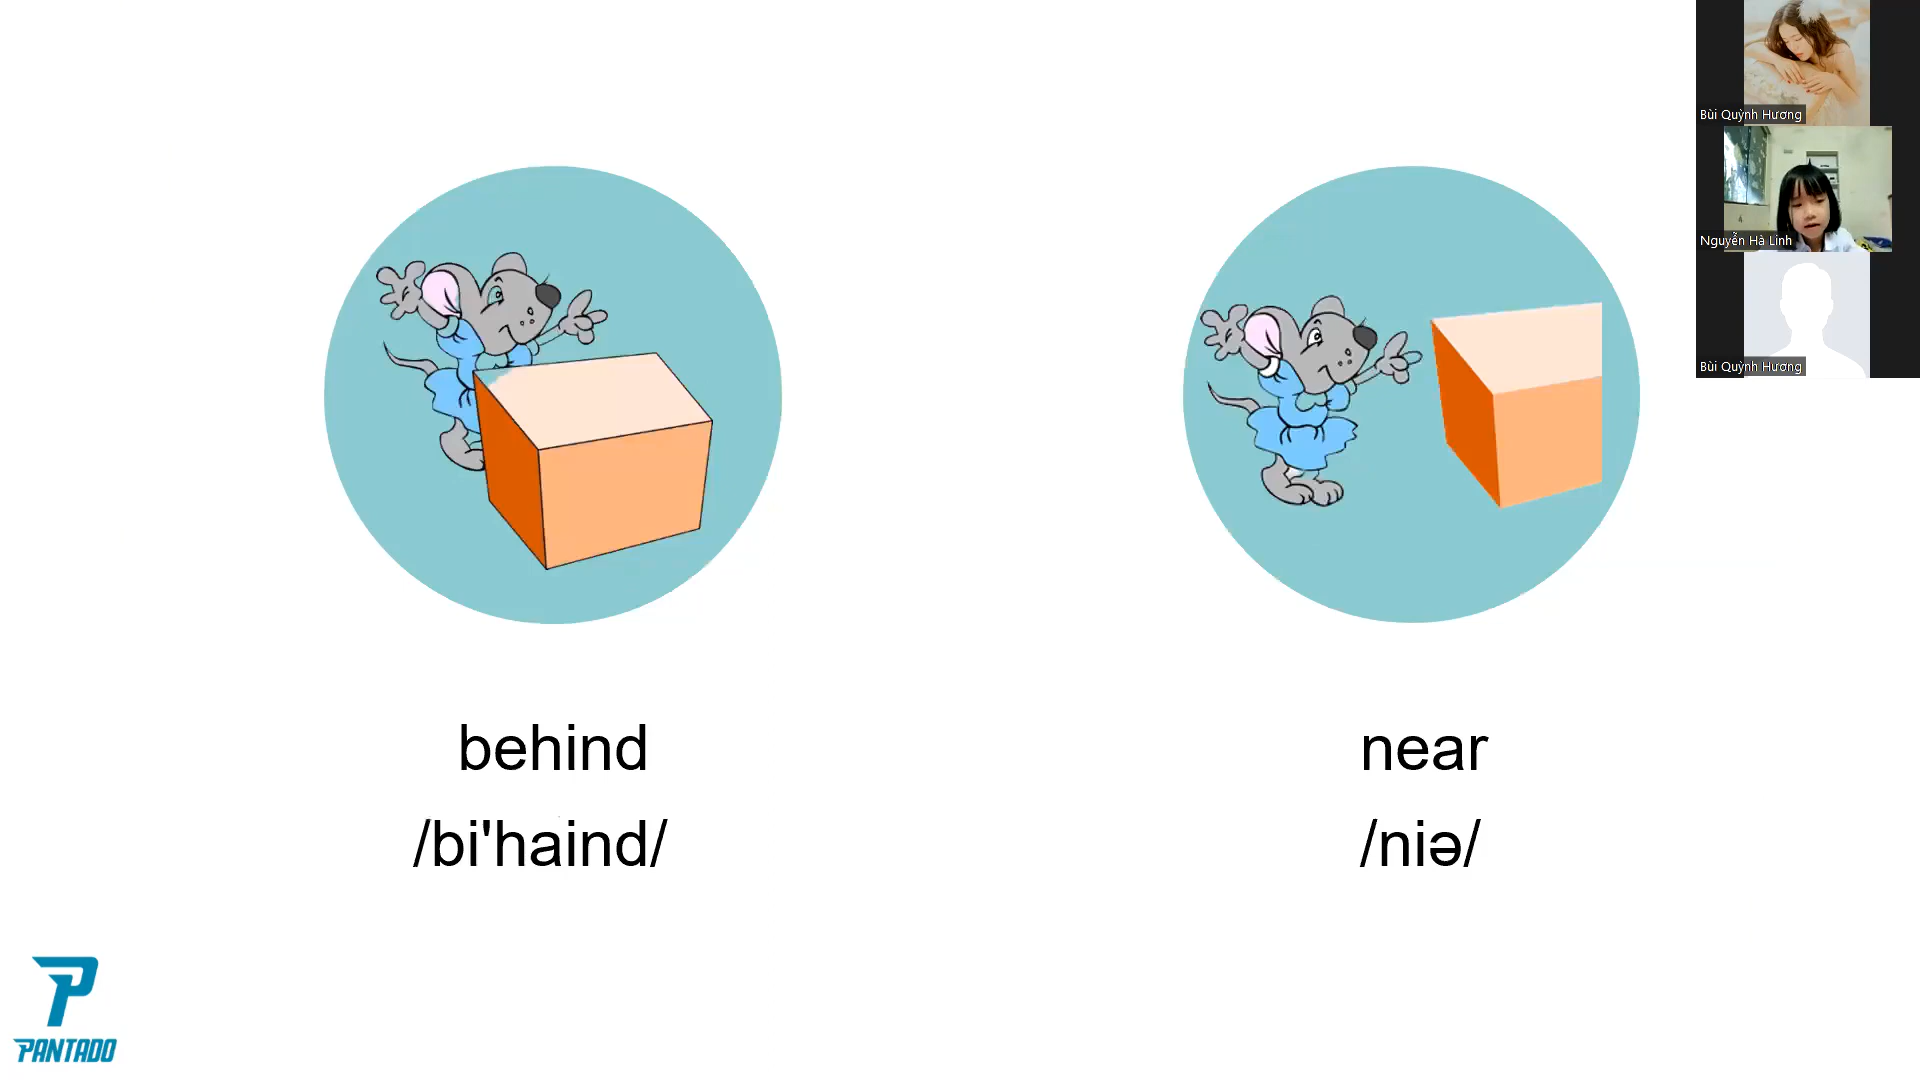 Bùi Quỳnh Hương
Nguyễn Hà Linh
Bùi Quỳnh Hương
behind
near
/bi'haind/
/niə/
PANTADO